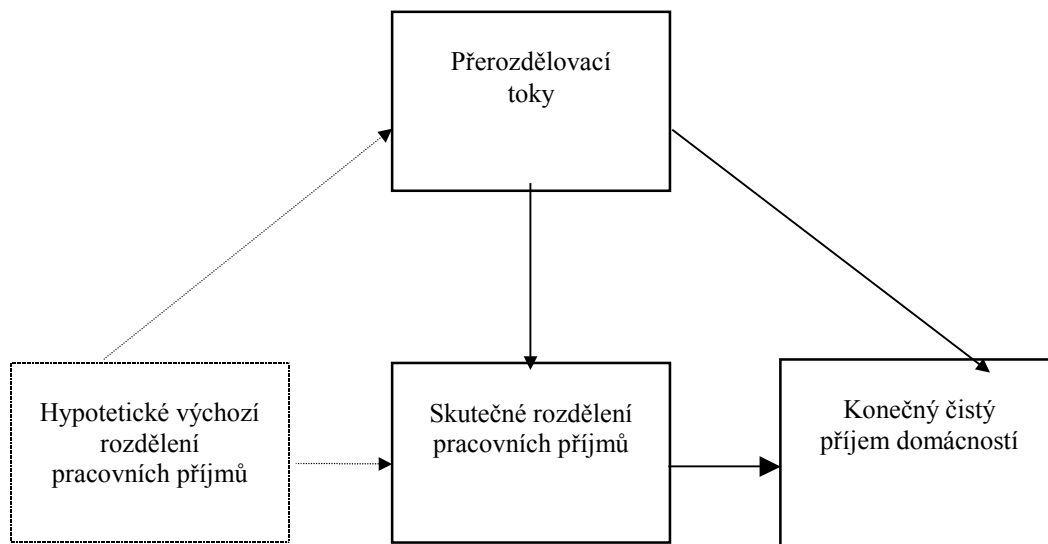 Přerozdělovací
toky
Hypotetické výchozí
rozdělení
pracovních příjmů
Skutečné rozdělení
pracovních příjmů
Konečný čistý
příjem domácností